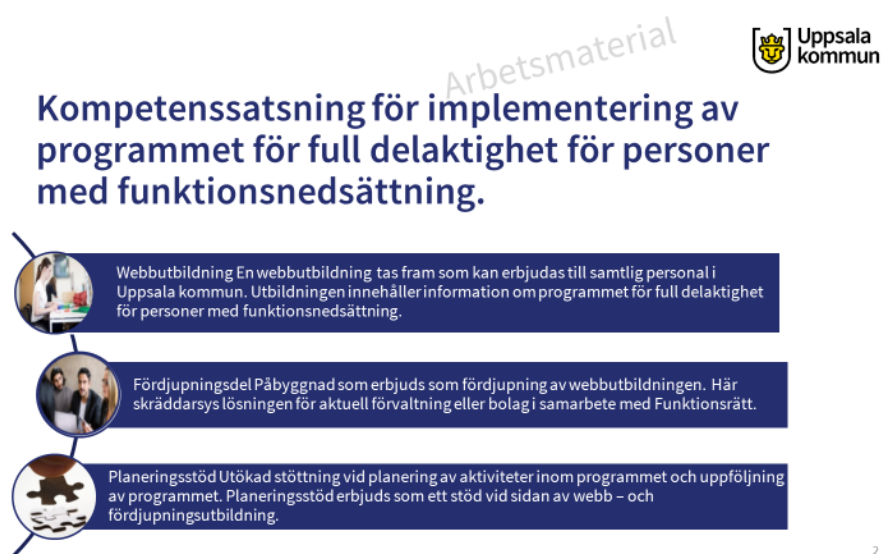 Arbetsmaterial
Uppsala
kommun
Kompetenssatsning för implementering av
programmet för full delaktighet för personer
med funktionsnedsättning.
Webbutbildning En webbutbildning tas fram som kan erbjudas till samtlig personal i
Uppsala kommun. Utbildningen innehåller information om programmet för full delaktighet
för personer med funktionsnedsättning.
Fördjupningsdel Påbyggnad som erbjuds som fördjupning av webbutbildningen. Här
skräddarsys lösningen för aktuell förvaltning eller bolag i samarbete med Funktionsrätt.
Planeringsstöd Utökad stöttning vid planering av aktiviteter inom programmet och uppföljning
av programmet. Planeringsstöd erbjuds som ett stöd vid sidan av webb – och
fördjupningsutbildning.
2